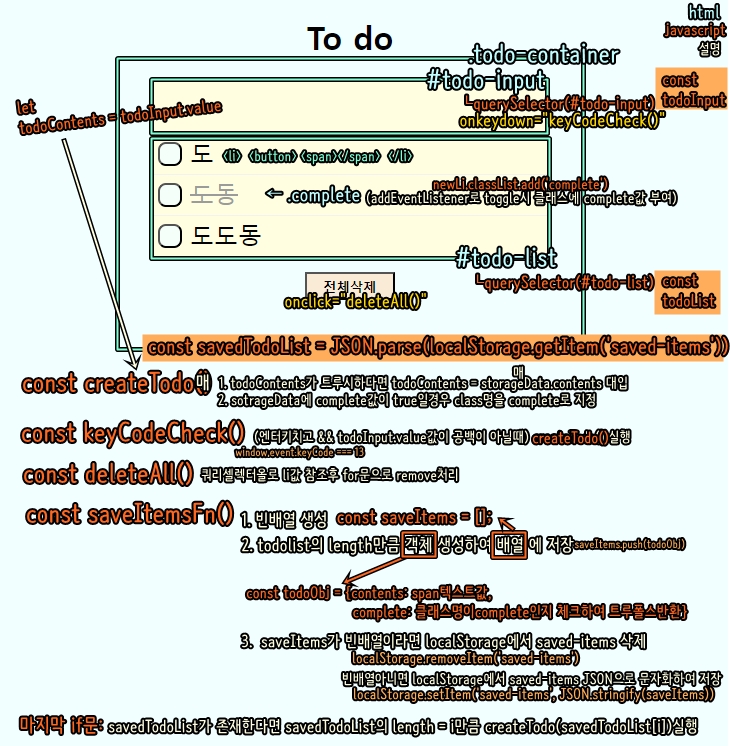 html
javascript
설명
To do
.todo-container
#todo-input
const
todoInput
└querySelector(#todo-input)
onkeydown="keyCodeCheck()"
let
todoContents = todoInput.value
도 <li> <button><span></span> </li>
newLi.classList.add('complete')
도동 ← .complete (addEventListener로 toggle시 클래스에 complete값 부여)
도도동
#todo-list
└querySelector(#todo-list)
const
todoList
전체삭제
onclick="deleteAll()"
const savedTodoList = JSON.parse(localStorage.getItem('saved-items'))
매
const createTodo(매) 1. todoContents가 트루시하다면 todoContents = storageData.contents 대입
2. sotrageData에 complete값이 true일경우 class명을 complete로 지정
const keyCodeCheck() (엔터키치고 && todoInput.value값이 공백이 아닐때) createTodo()실행
window.event.keyCode === 13
const deleteAll() 쿼리셀렉터올로 li값 참조후 for문으로 remove처리
const saveItemsFn() 1. 빈배열 생성 const saveItems = [];
2. todolist의 length만큼 객체 생성하여 배열 에 저장 saveItems.push(todoObj)
const todoObj = {contents: span텍스트값,
complete: 클래스명이complete인지 체크하여 트루폴스반환}
3. saveItems가 빈배열이라면 localStorage에서 saved-items 삭제
localStorage.removeItem('saved-items')
빈배열아니면 localStorage에서 saved-items JSON으로 문자화하여 저장
localStorage.setItem('saved-items', JSON.stringify(saveItems))
마지막 if문: savedTodoList가 존재한다면 savedTodoList의 length = i만큼 createTodo(savedTodoList[i])실행